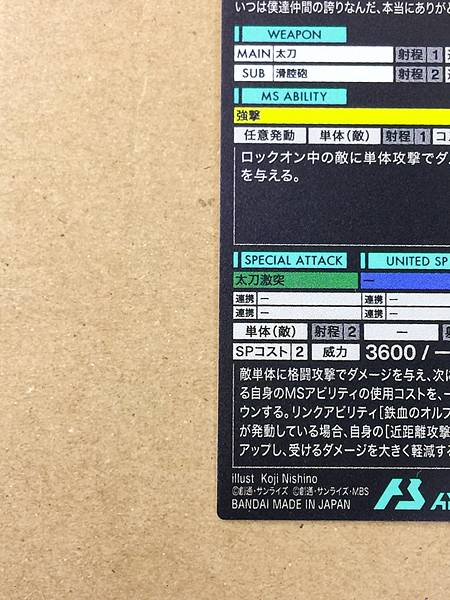 いつは僕達仲間の誇りなんだ、本当にありが
WEAPON
MAIN 太刀 射程 1
SUB 滑腔砲 射程 2
MS ABILITY
強撃
任意発動 単体(敵) 射程 1 コ
ロックオン中の敵に単体攻撃でダ
を与える。
SPECIAL ATTACK UNITED SP
太刀激突 ー
連携 ー 連携 ー
連携 ー 連携 ー
単体(敵) 射程 2 ー
SPコスト 2 威力 3600 / ー
敵単体に格闘攻撃でダメージを与え、次に
る自身のMSアビリティの使用コストを、一
ウンする。リンクアビリティ[鉄血のオルフ
が発動している場合、自身の[近距離攻撃
アップし、受けるダメージを大きく軽減する
illust Koji Nishino
©創通・サンライズ ©創通・サンライズ・MBS
BANDAI MADE IN JAPAN